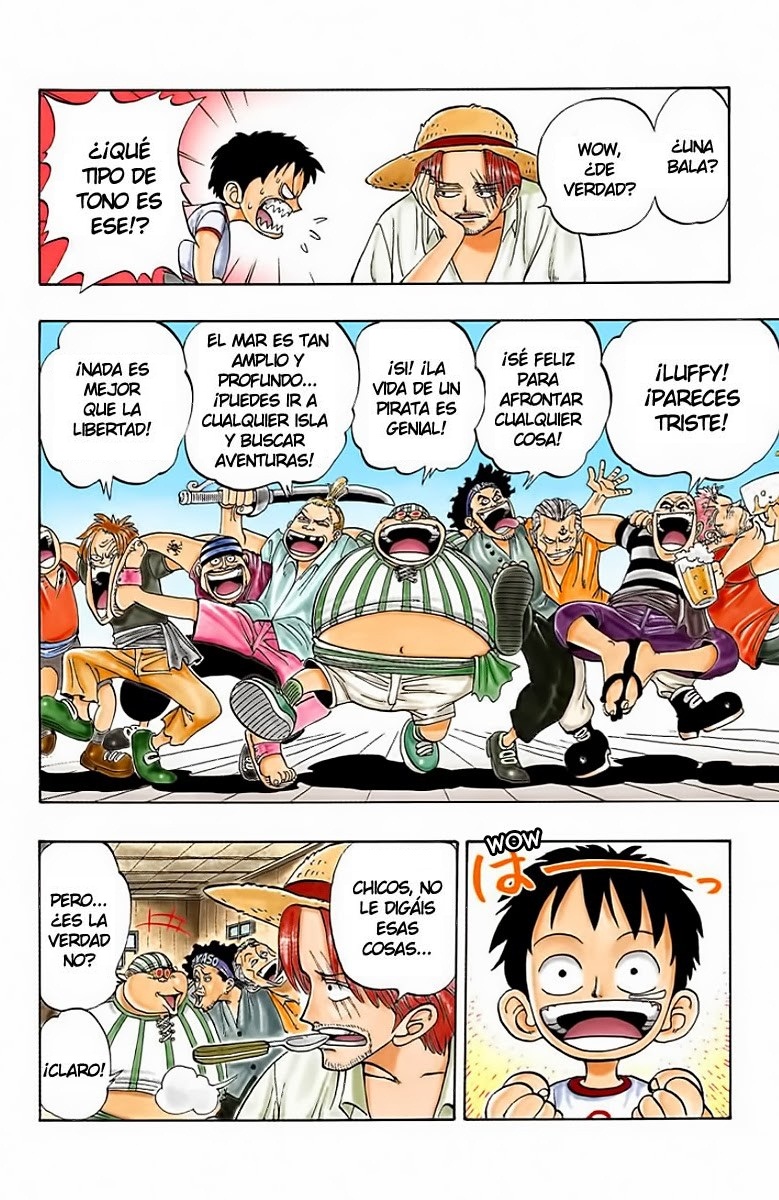 ¿UNA
BALA?
WOW,
¿DE
VERDAD?
¿¡QUÉ
TIPO DE
TONO ES
ESE!?
¡LUFFY!
¡PARECES
TRISTE!
¡SÉ FELIZ
PARA
AFRONTAR
CUALQUIER
COSA!
¡SI! ¡LA
VIDA DE UN
PIRATA ES
GENIAL!
EL MAR ES TAN
AMPLIO Y
PROFUNDO...
¡PUEDES IR A
CUALQUIER ISLA
Y BUSCAR
AVENTURAS!
¡NADA ES
MEJOR
QUE LA
LIBERTAD!
WOW
はーっ
CHICOS, NO
LE DIGÁIS
ESAS
COSAS...
PERO...
¿ES LA
VERDAD
NO?
¡CLARO!